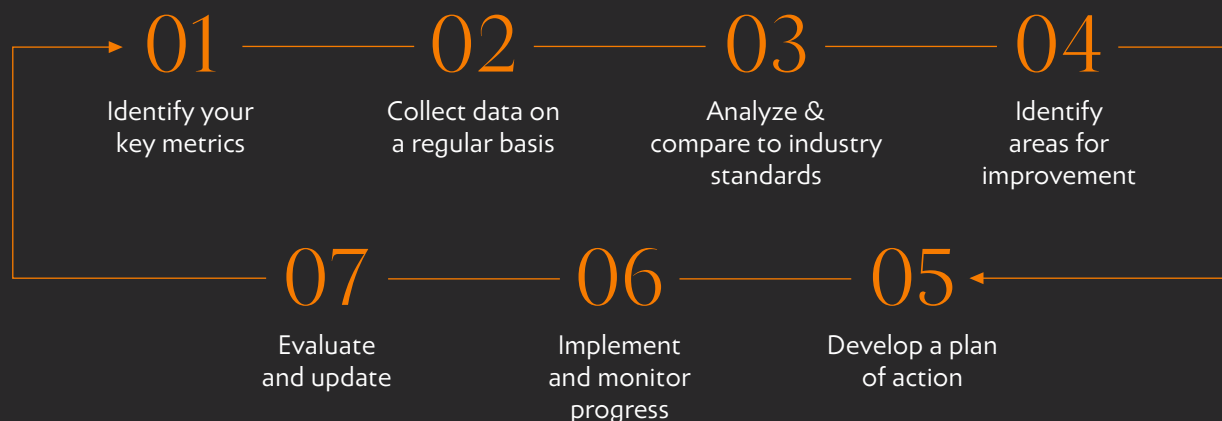 01
Identify your
key metrics
02
Collect data on
a regular basis
03
Analyze &
compare to industry
standards
04
Identify
areas for
improvement
05
Develop a plan
of action
06
Implement
and monitor
progress
07
Evaluate
and update